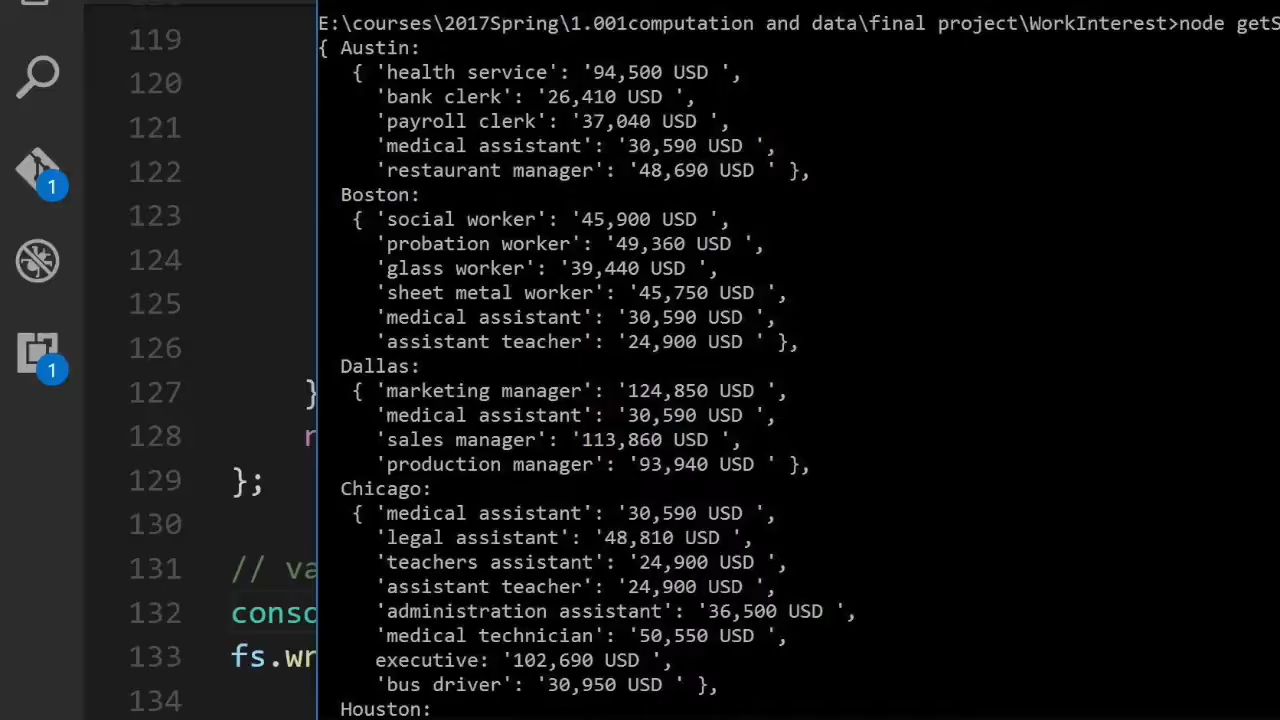 119
120
121
122
123
124
125
126
127 }
128 r
129 };
130
131 // va
132 conso
133 fs.wr
134
1
1
E:\courses\2017Spring\1.001computation and data\final project\WorkInterest>node getS
{ Austin:
{ 'health service': '94,500 USD ',
'bank clerk': '26,410 USD ',
'payroll clerk': '37,040 USD ',
'medical assistant': '30,590 USD ',
'restaurant manager': '48,690 USD ' },
Boston:
{ 'social worker': '45,900 USD ',
'probation worker': '49,360 USD ',
'glass worker': '39,440 USD ',
'sheet metal worker': '45,750 USD ',
'medical assistant': '30,590 USD ',
'assistant teacher': '24,900 USD ' },
Dallas:
{ 'marketing manager': '124,850 USD ',
'medical assistant': '30,590 USD ',
'sales manager': '113,860 USD ',
'production manager': '93,940 USD ' },
Chicago:
{ 'medical assistant': '30,590 USD ',
'legal assistant': '48,810 USD ',
'teachers assistant': '24,900 USD ',
'assistant teacher': '24,900 USD ',
'administration assistant': '36,500 USD ',
'medical technician': '50,550 USD ',
executive: '102,690 USD ',
'bus driver': '30,950 USD ' },
Houston: